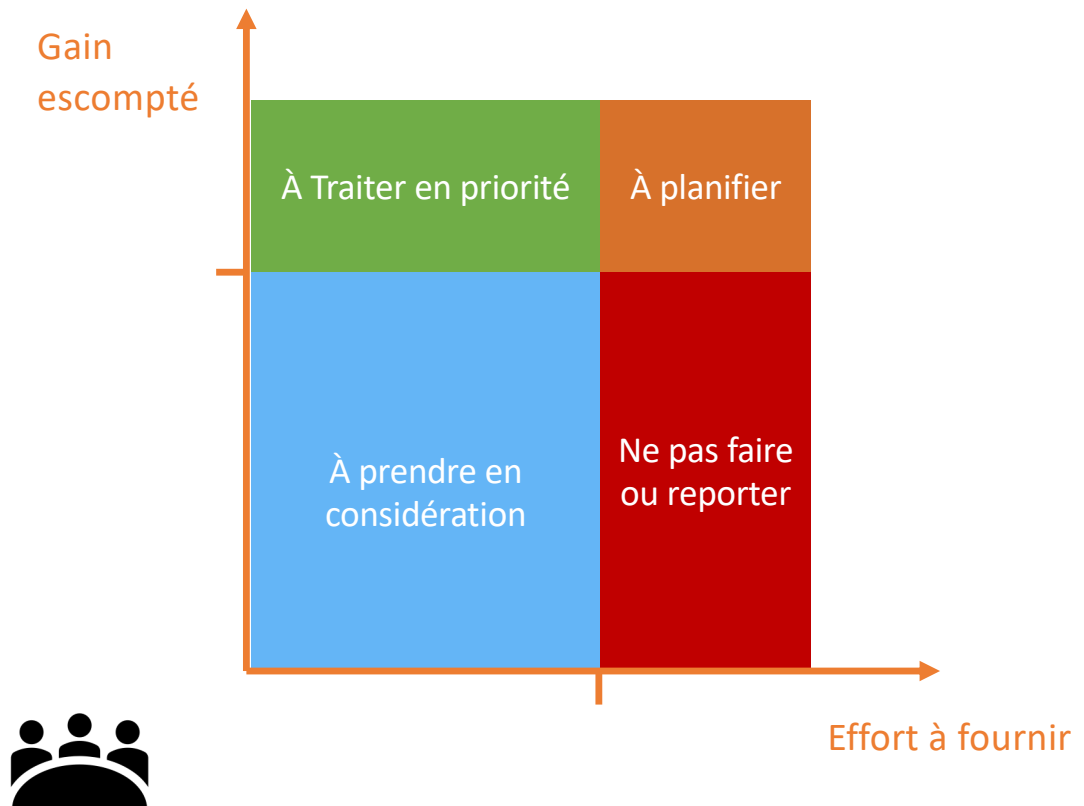 Gain
escompté
À Traiter en priorité
À planifier
À prendre en
considération
Ne pas faire
ou reporter
Effort à fournir